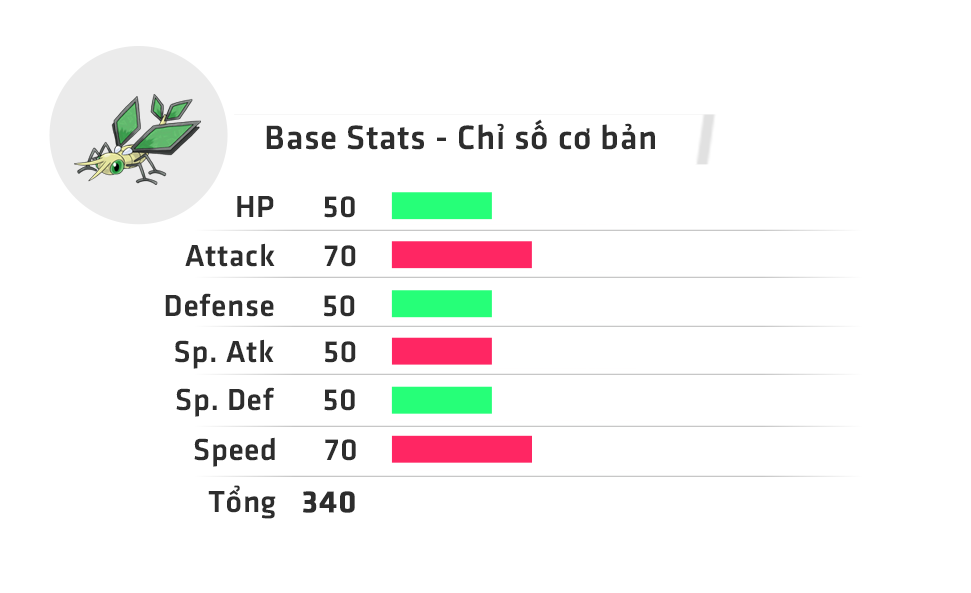 Base Stats - Chỉ số cơ bản
HP 50
Attack 70
Defense 50
Sp. Atk 50
Sp. Def 50
Speed 70
Tổng 340